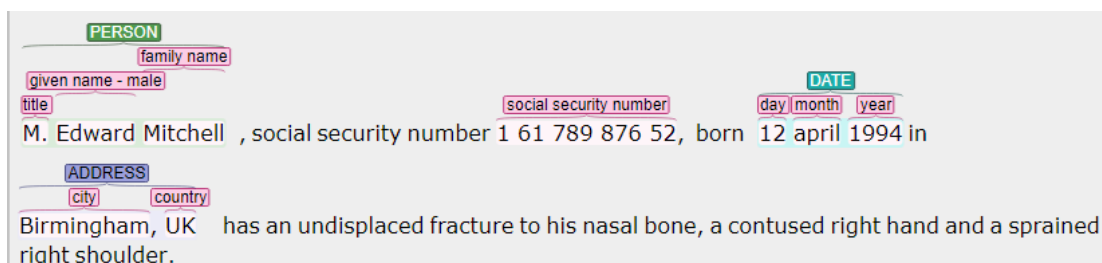 PERSON
family name
given name - male DATE
title social security number day month year
M. Edward Mitchell , social security number 1 61 789 876 52, born 12 april 1994 in
ADDRESS
city country
Birmingham, UK has an undisplaced fracture to his nasal bone, a contused right hand and a sprained
right shoulder.